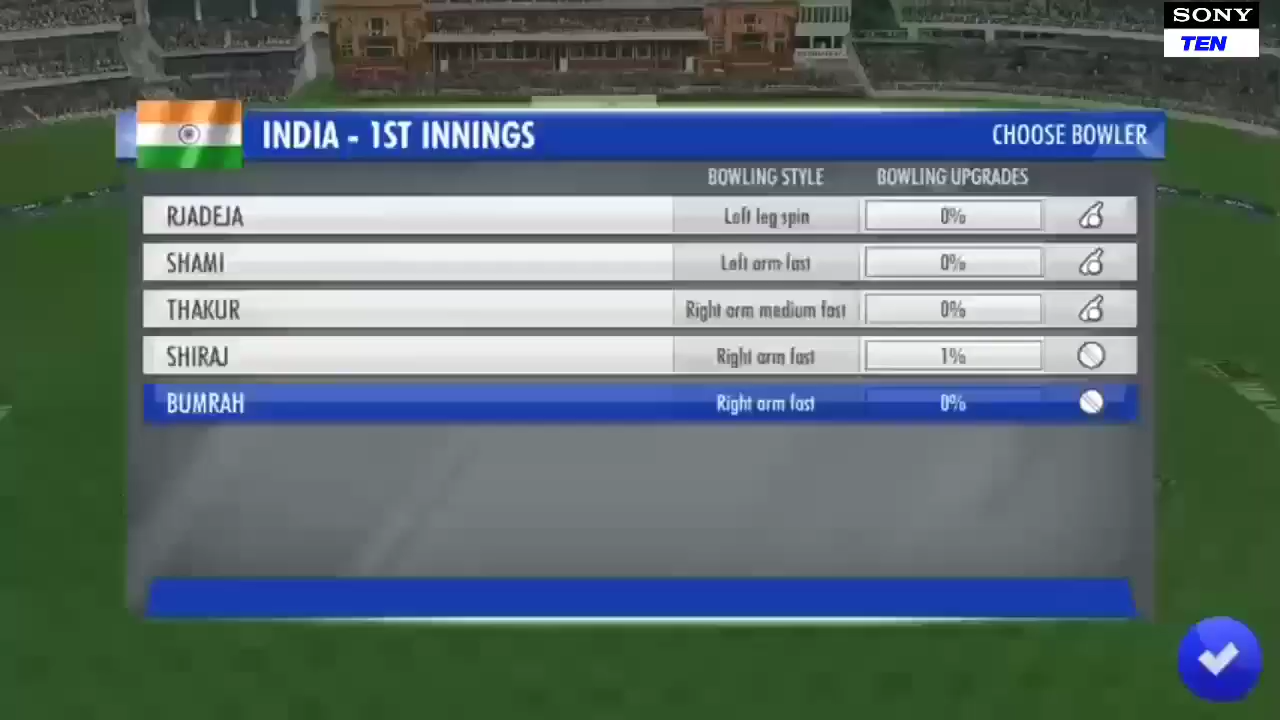 SONY
TEN
INDIA - 1ST INNINGS
CHOOSE BOWLER
BOWLING STYLE BOWLING UPGRADES
RJADEJA Left leg spin 0%
SHAMI Left arm fast 0%
THAKUR Right arm medium fast 0%
SHIRAJ Right arm fast 1%
BUMRAH Right arm fast 0%